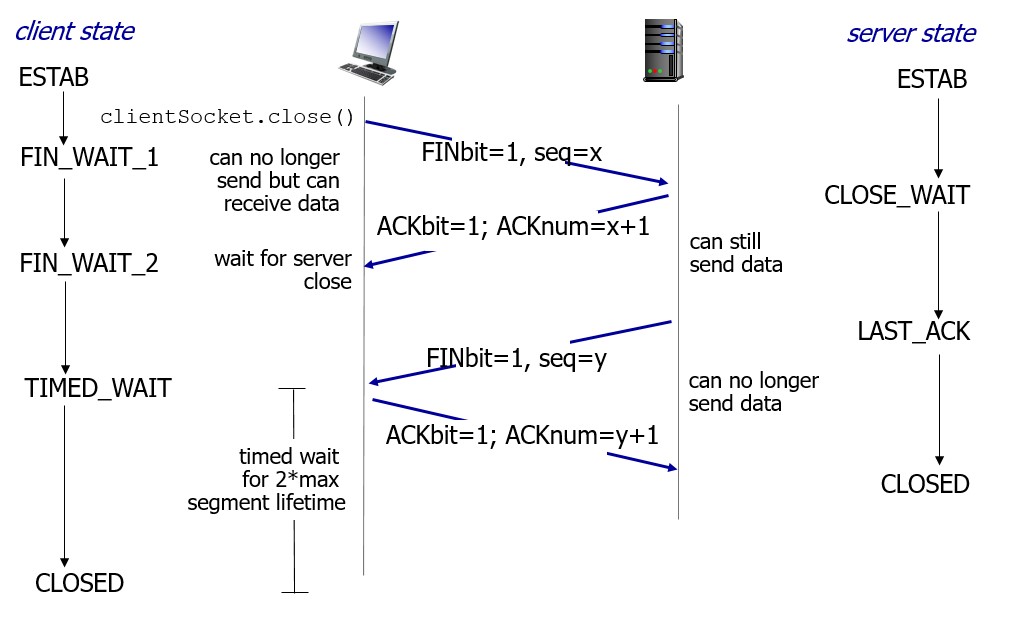 client state
server state
ESTAB
ESTAB
clientSocket.close()
FINbit=1, seq=x
FIN_WAIT_1
can no longer
send but can
receive data
CLOSE_WAIT
ACKbit=1; ACKnum=x+1
can still
send data
FIN_WAIT_2
wait for server
close
LAST_ACK
FINbit=1, seq=y
TIMED_WAIT
can no longer
send data
ACKbit=1; ACKnum=y+1
timed wait
for 2*max
segment lifetime
CLOSED
CLOSED